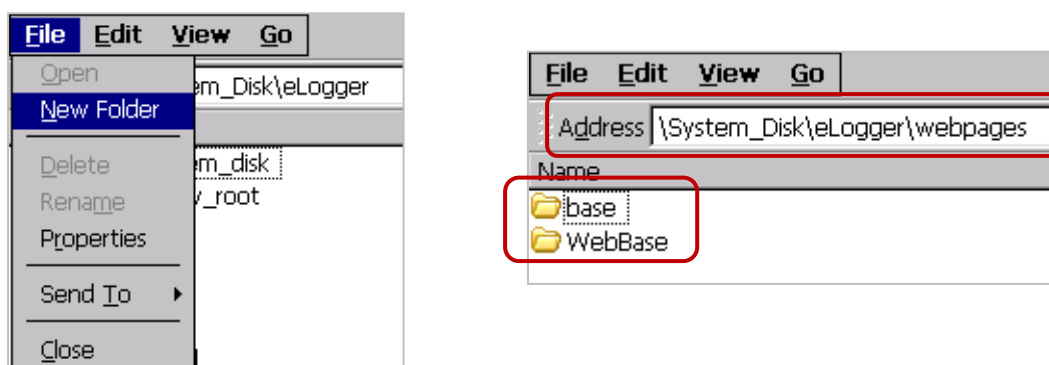 File Edit View Go
Open
em_Disk\eLogger
New Folder
Delete
em_disk
Rename
y_root
Properties
Send To
Close
File Edit View Go
Address \System_Disk\eLogger\webpages
Name
base
WebBase